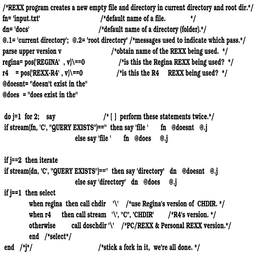 /*REXX program creates a new empty file and directory in current directory and root dir.*/
fn= 'input.txt' /*default name of a file. */
dn= 'docs' /*default name of a directory (folder).*/
@.1= 'current directory'; @.2= 'root directory' /*messages used to indicate which pass.*/
parse upper version v /*obtain name of the REXX being used. */
regina= pos('REGINA' , v)\==0 /*is this the Regina REXX being used? */
r4 = pos('REXX-R4' , v)\==0 /*is this the R4 REXX being used? */
@doesnt= "doesn't exist in the"
@does = "does exist in the"
do j=1 for 2; say /* [ ] perform these statements twice.*/
if stream(fn, 'C', "QUERY EXISTS")=='' then say 'file ' fn @doesnt @.j
else say 'file ' fn @does @.j
if j==2 then iterate
if stream(dn, 'C', "QUERY EXISTS")=='' then say 'directory' dn @doesnt @.j
else say 'directory' dn @does @.j
if j==1 then select
when regina then call chdir '\' /*use Regina's version of CHDIR. */
when r4 then call stream '\', "C", 'CHDIR' /*R4's version. */
otherwise call doschdir '\' /*PC/REXX & Personal REXX version.*/
end /*select*/
end /*j*/ /*stick a fork in it, we're all done. */